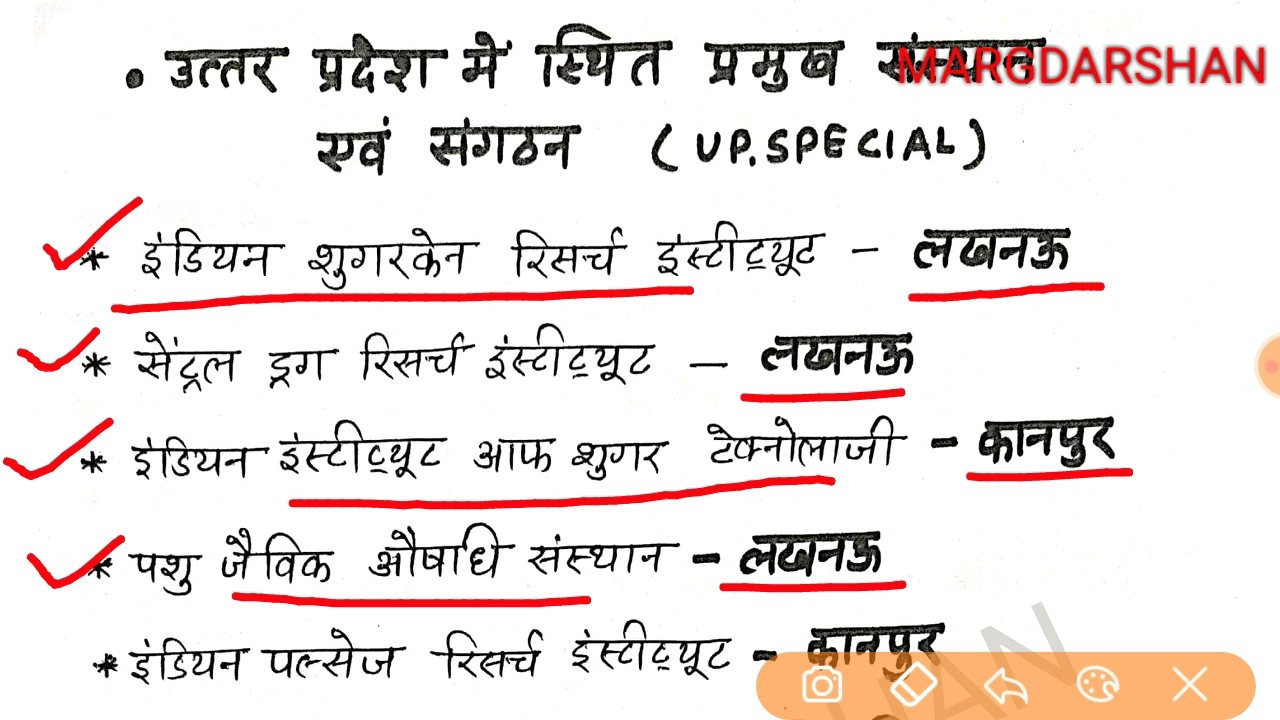 • उत्तर प्रदेश में स्थित प्रमुख संस्थान
MARGDARSHAN
एवं संगठन (UP.SPECIAL)
* इंडियन शुगरकेन रिसर्च इंस्टीट्यूट - लखनऊ
* सेंट्रल ड्रग रिसर्च इंस्टीट्यूट - लखनऊ
* इंडियन इंस्टीट्यूट आफ शुगर टेक्नोलाजी - कानपुर
* पशु जैविक औषाधि संस्थान - लखनऊ
* इंडियन पल्सेज रिसर्च इंस्टीट्यूट - कानपुर